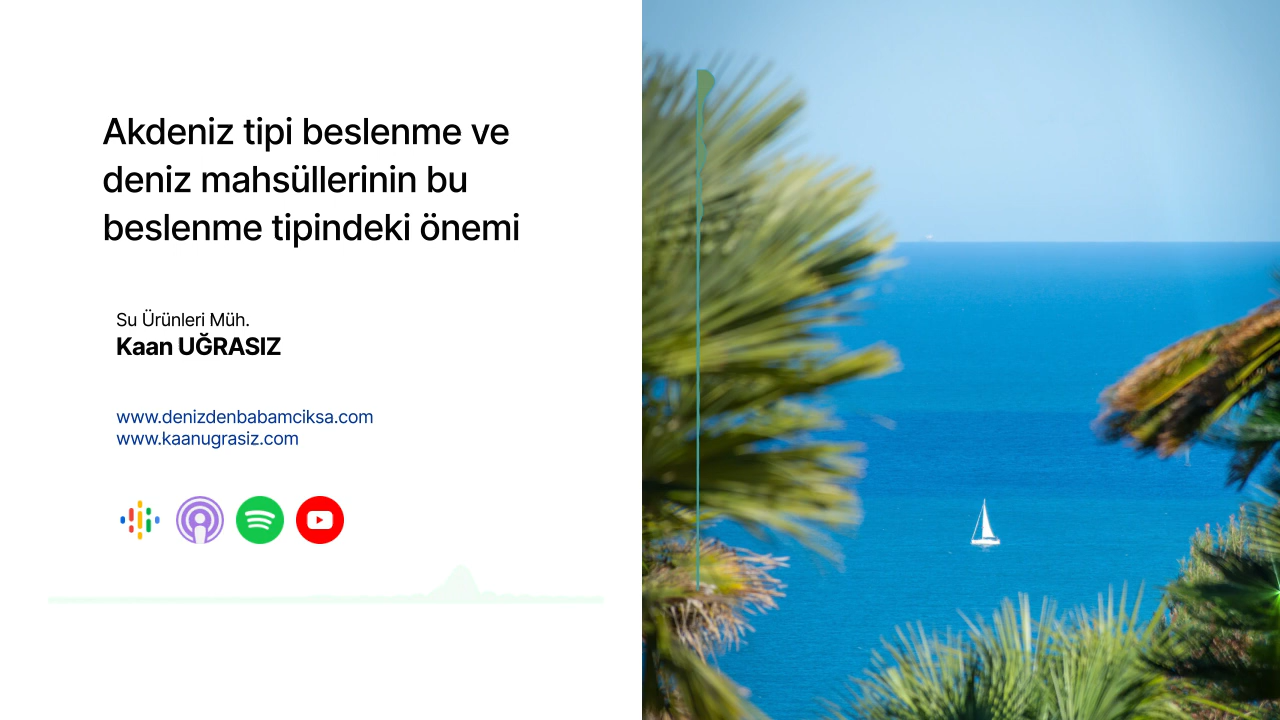 Akdeniz tipi beslenme ve
deniz mahsüllerinin bu
beslenme tipindeki önemi
Su Ürünleri Müh.
Kaan UĞRASIZ
www.denizdenbabamciksa.com
www.kaanugrasiz.com